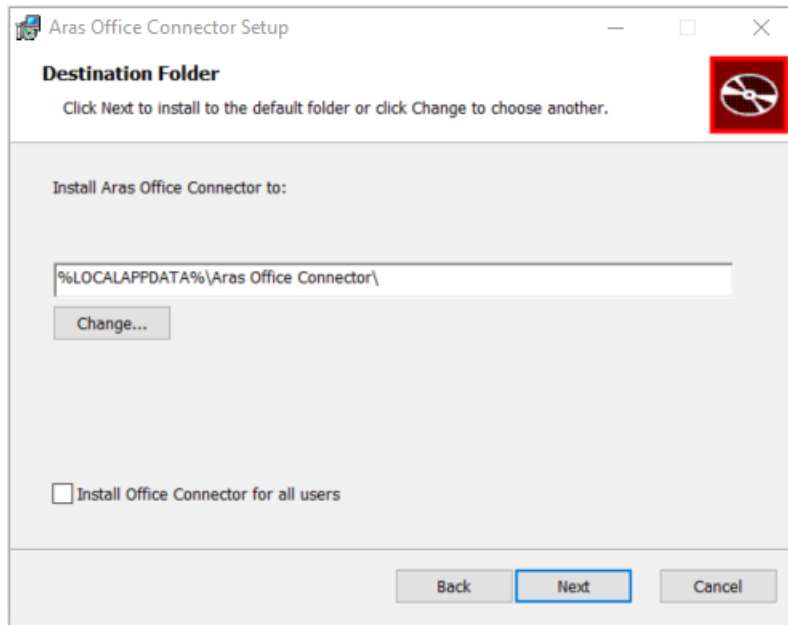 Aras Office Connector Setup
Destination Folder
Click Next to install to the default folder or click Change to choose another.
Install Aras Office Connector to:
%LOCALAPPDATA%\Aras Office Connector\
Change...
Install Office Connector for all users
Back Next Cancel